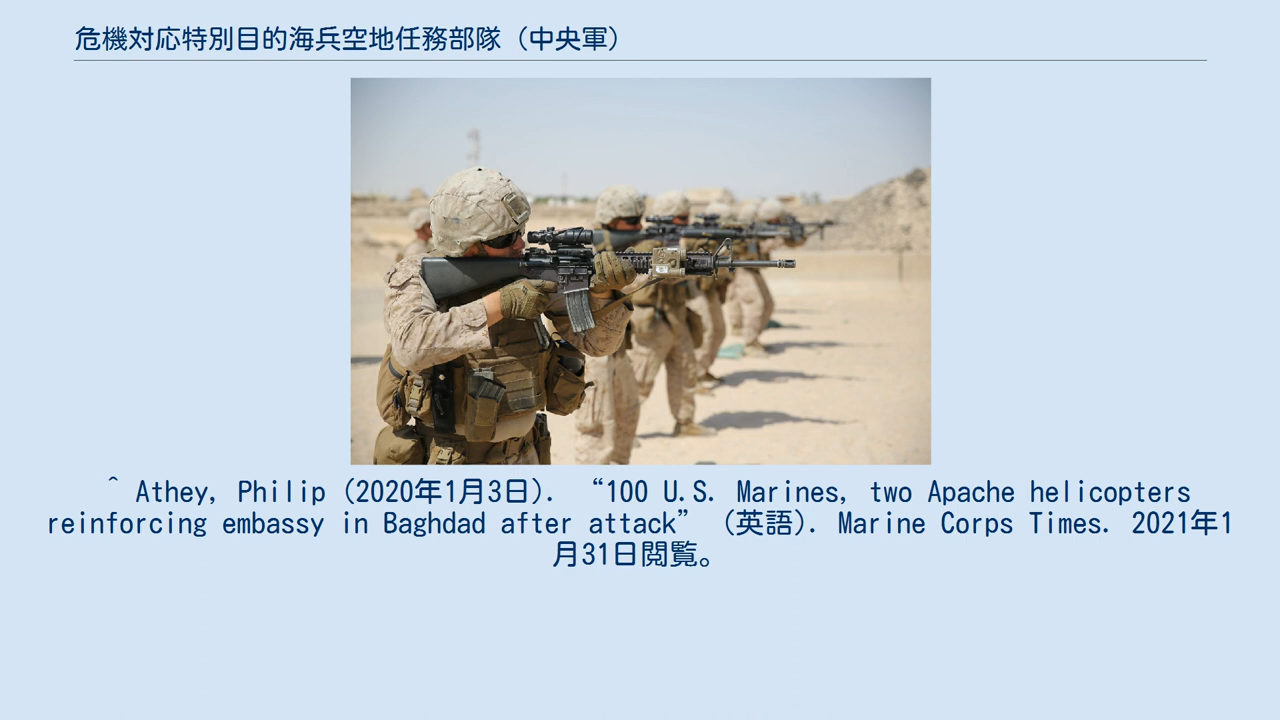 危機対応特別目的海兵空地任務部隊（中央軍）
^ Athey, Philip (2020年1月3日). “100 U.S. Marines, two Apache helicopters
reinforcing embassy in Baghdad after attack” (英語). Marine Corps Times. 2021年1
月31日閲覧。